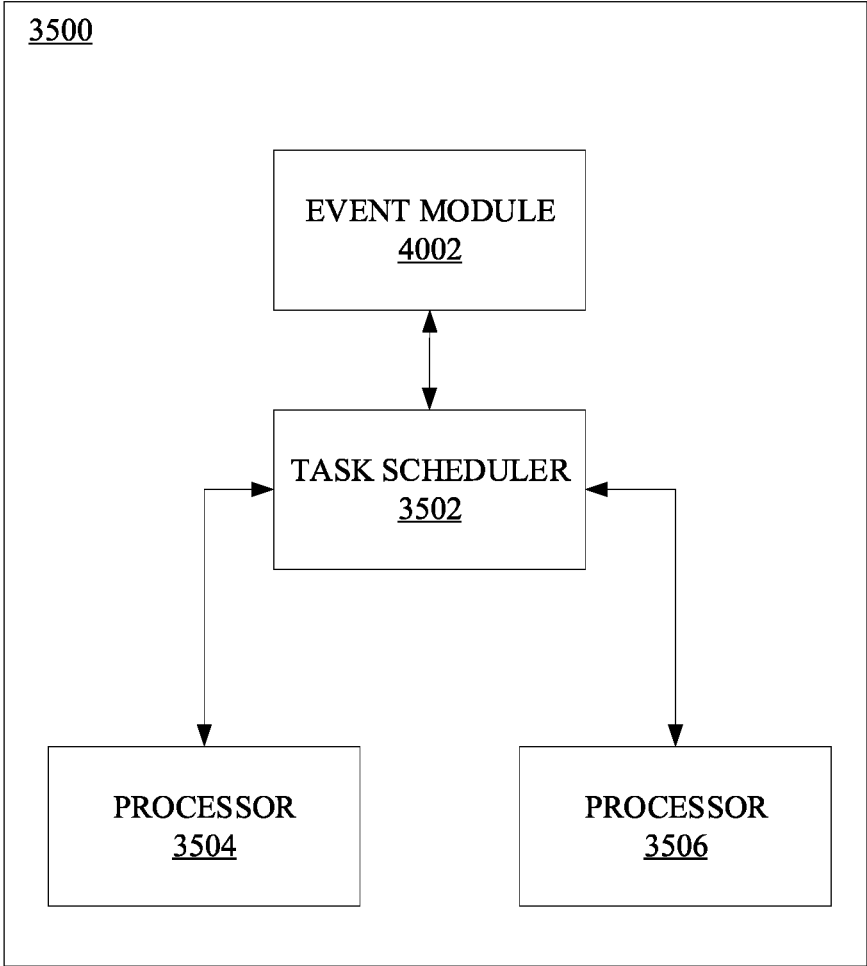 3500
EVENT MODULE
4002
TASK SCHEDULER
3502
PROCESSOR
3504
PROCESSOR
3506